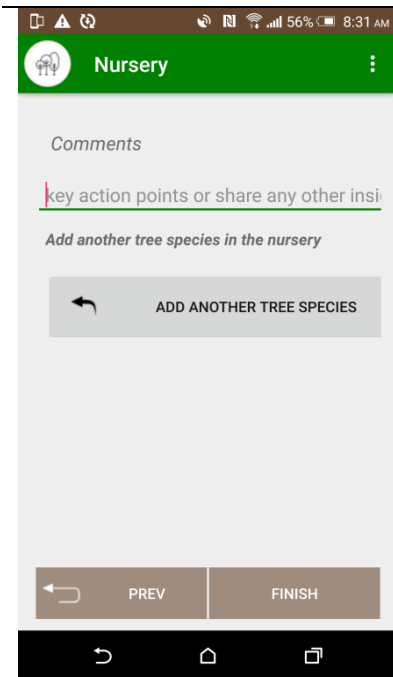 56% 8:31 AM
Nursery
Comments
key action points or share any other insi
Add another tree species in the nursery
ADD ANOTHER TREE SPECIES
PREV FINISH